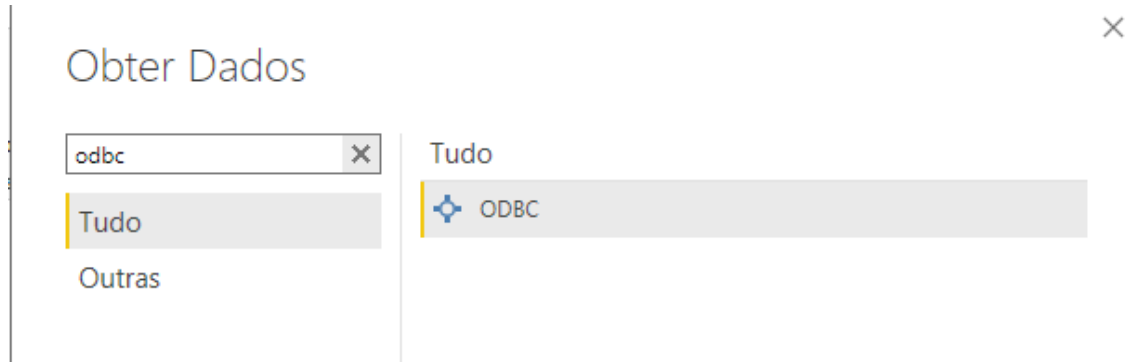 Obter Dados
odbc
Tudo
Outras
Tudo
ODBC